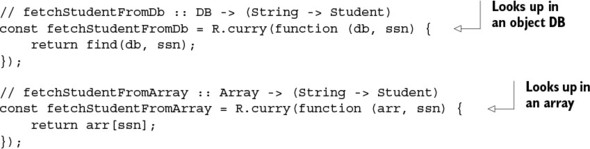 // fetchStudentFromDb :: DB -> (String -> Student)
const fetchStudentFromDb = R.curry(function (db, ssn) {
    return find(db, ssn);
});
Looks up in
an object DB
// fetchStudentFromArray :: Array -> (String -> Student)
const fetchStudentFromArray = R.curry(function (arr, ssn) {
    return arr[ssn];
});
Looks up in
an array